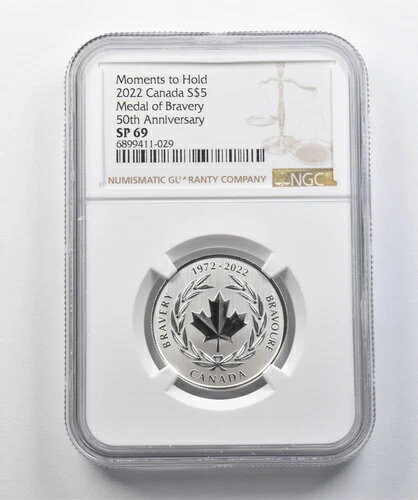 Moments to Hold
2022 Canada S$5
Medal of Bravery
50th Anniversary
SP 69
6899411-029
NUMISMATIC GUARANTY COMPANY
NGC
1972-2022
BRAVERY
BRAVOURE
CANADA